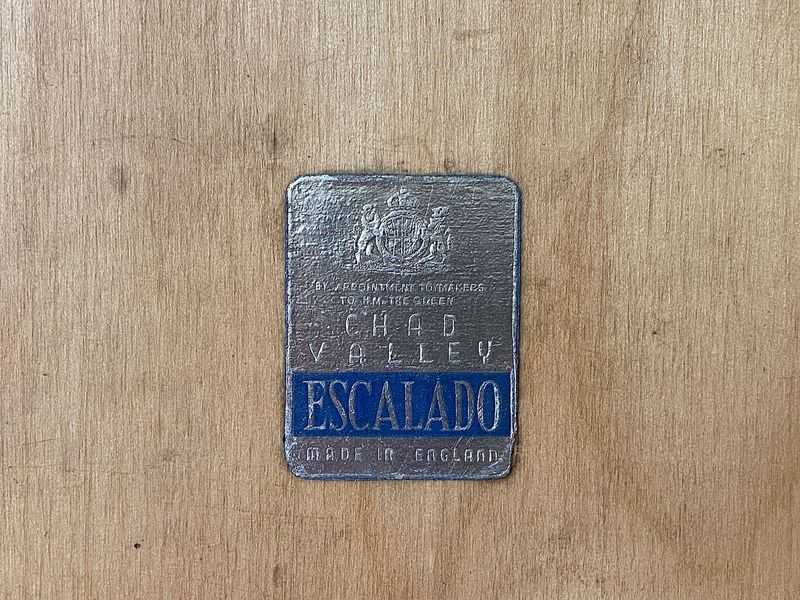 BY APPOINTMENT TOYMAKERS
TO H.M. THE QUEEN
CHAD
VALLEY
ESCALADO
MADE IN ENGLAND